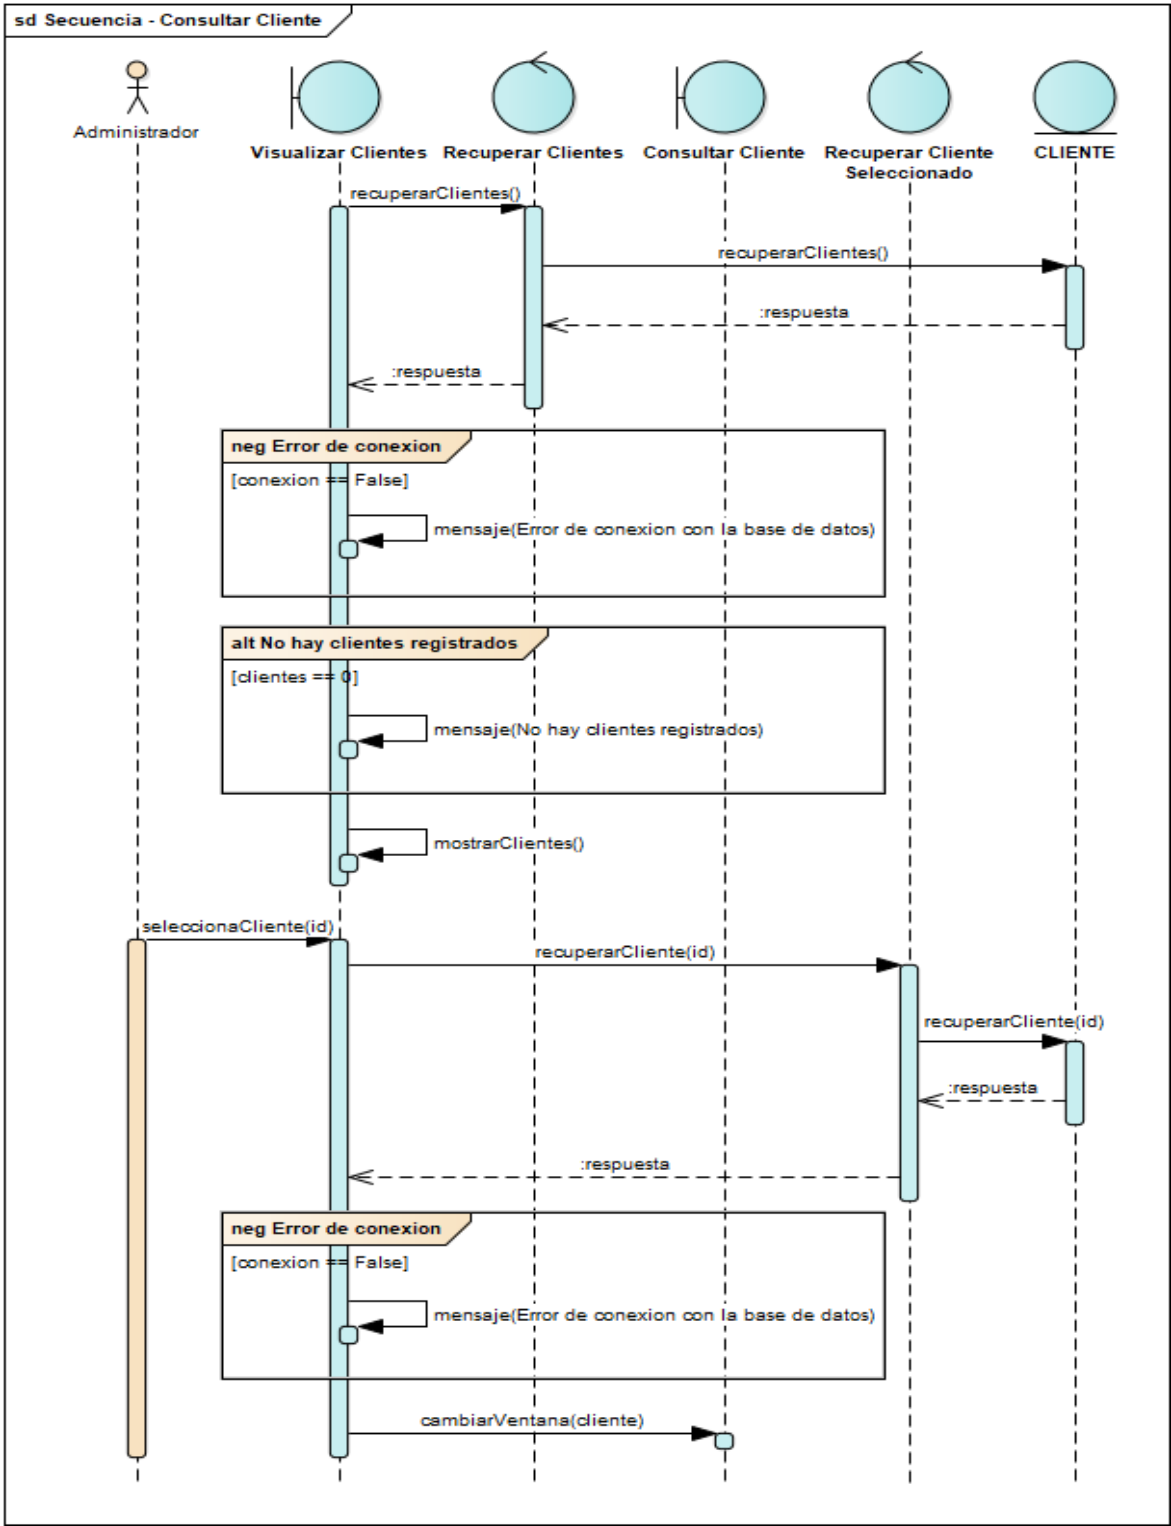 sd Secuencia - Consultar Cliente
Administrador
Visualizar Clientes
Recuperar Clientes
Consultar Cliente
Recuperar Cliente
Seleccionado
CLIENTE
recuperarClientes()
recuperarClientes()
:respuesta
:respuesta
neg Error de conexion
[conexion == False]
mensaje(Error de conexion con la base de datos)
alt No hay clientes registrados
[clientes == 0]
mensaje(No hay clientes registrados)
mostrarClientes()
seleccionaCliente(id)
recuperarCliente(id)
recuperarCliente(id)
:respuesta
:respuesta
neg Error de conexion
[conexion == False]
mensaje(Error de conexion con la base de datos)
cambiarVentana(cliente)